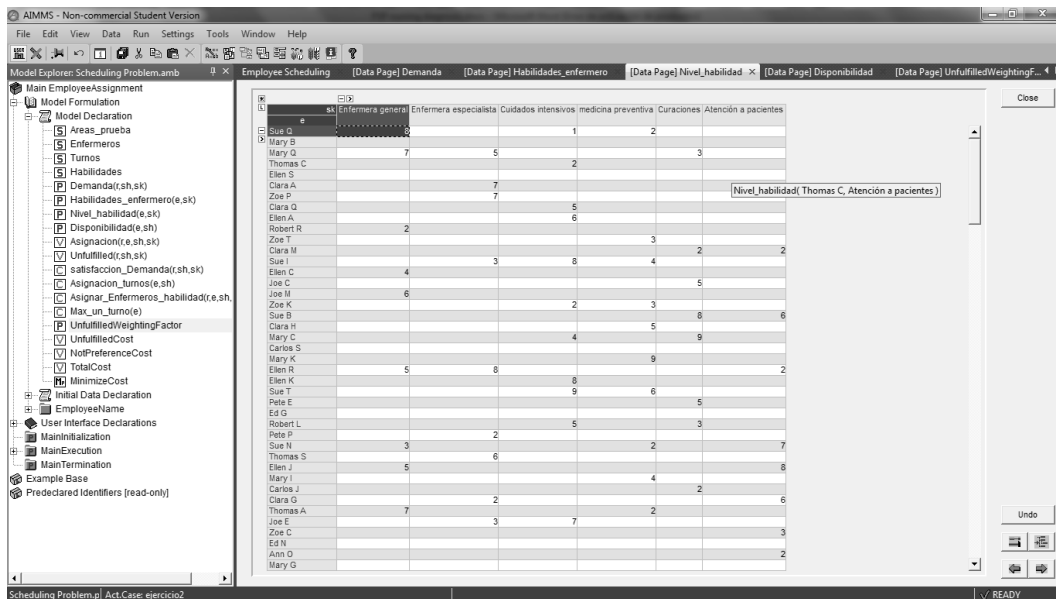 AIMMS - Non-commercial Student Version
File Edit View Data Run Settings Tools Window Help
Model Explorer: Scheduling Problem.amb
Employee Scheduling [Data Page] Demanda [Data Page] Habilidades_enfermero [Data Page] Nivel_habilidad [Data Page] Disponibilidad [Data Page] UnfulfilledWeightingF...
Main EmployeeAssignment
Model Formulation
Model Declaration
S Areas_prueba
S Enfermeros
S Turnos
S Habilidades
P Demanda(r,sh,sk)
P Habilidades_enfermero(e,sk)
P Nivel_habilidad(e,sk)
P Disponibilidad(e,sh)
V Asignacion(r,e,sh,sk)
V Unfulfilled(r,sh,sk)
C satisfaccion_Demanda(r,sh,sk)
C Asignacion_turnos(e,sh)
C Asignar_Enfermeros_habilidad(r,e,sh,
C Max_un_turno(e)
P UnfulfilledWeightingFactor
V UnfulfilledCost
V NotPreferenceCost
V TotalCost
MinimizeCost
Initial Data Declaration
EmployeeName
User Interface Declarations
MainInitialization
MainExecution
MainTermination
Example Base
Predeclared Identifiers [read-only]
sk Enfermera general Enfermera especialista Cuidados intensivos medicina preventiva Curaciones Atención a pacientes
e
Sue Q 8 1 2
Mary B
Mary Q 7 5 3
Thomas C 2
Ellen S
Clara A 7
Zoe P 7
Clara Q 5
Ellen A 6
Robert R 2
Zoe T 3
Clara M 2 2
Sue I 3 8 4
Ellen C 4
Joe C 5
Joe M 6
Zoe K 2 3
Sue B 8 6
Clara H 5
Mary C 4 9
Carlos S
Mary K 9
Ellen R 5 8 2
Ellen K 8
Sue T 9 6
Pete E 5
Ed G
Robert L 5 3
Pete P 2
Sue N 3 2 7
Thomas S 6
Ellen J 5 8
Mary I 4
Carlos J 2
Clara G 2 6
Thomas A 7 2
Joe E 3 7
Zoe C 3
Ed N
Ann O 2
Mary G
Nivel_habilidad( Thomas C, Atención a pacientes )
Close
Undo
Scheduling Problem.p Act.Case: ejercicio2
READY